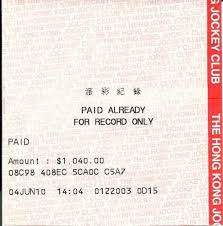 派彩紀錄
PAID ALREADY
FOR RECORD ONLY
PAID
Amount : $1,040.00
08C98 408EC 5CA0C C5A7
04JUN10 14:04 0122003 0D15
G JOCKEY CLUB
THE HONG KONG JO